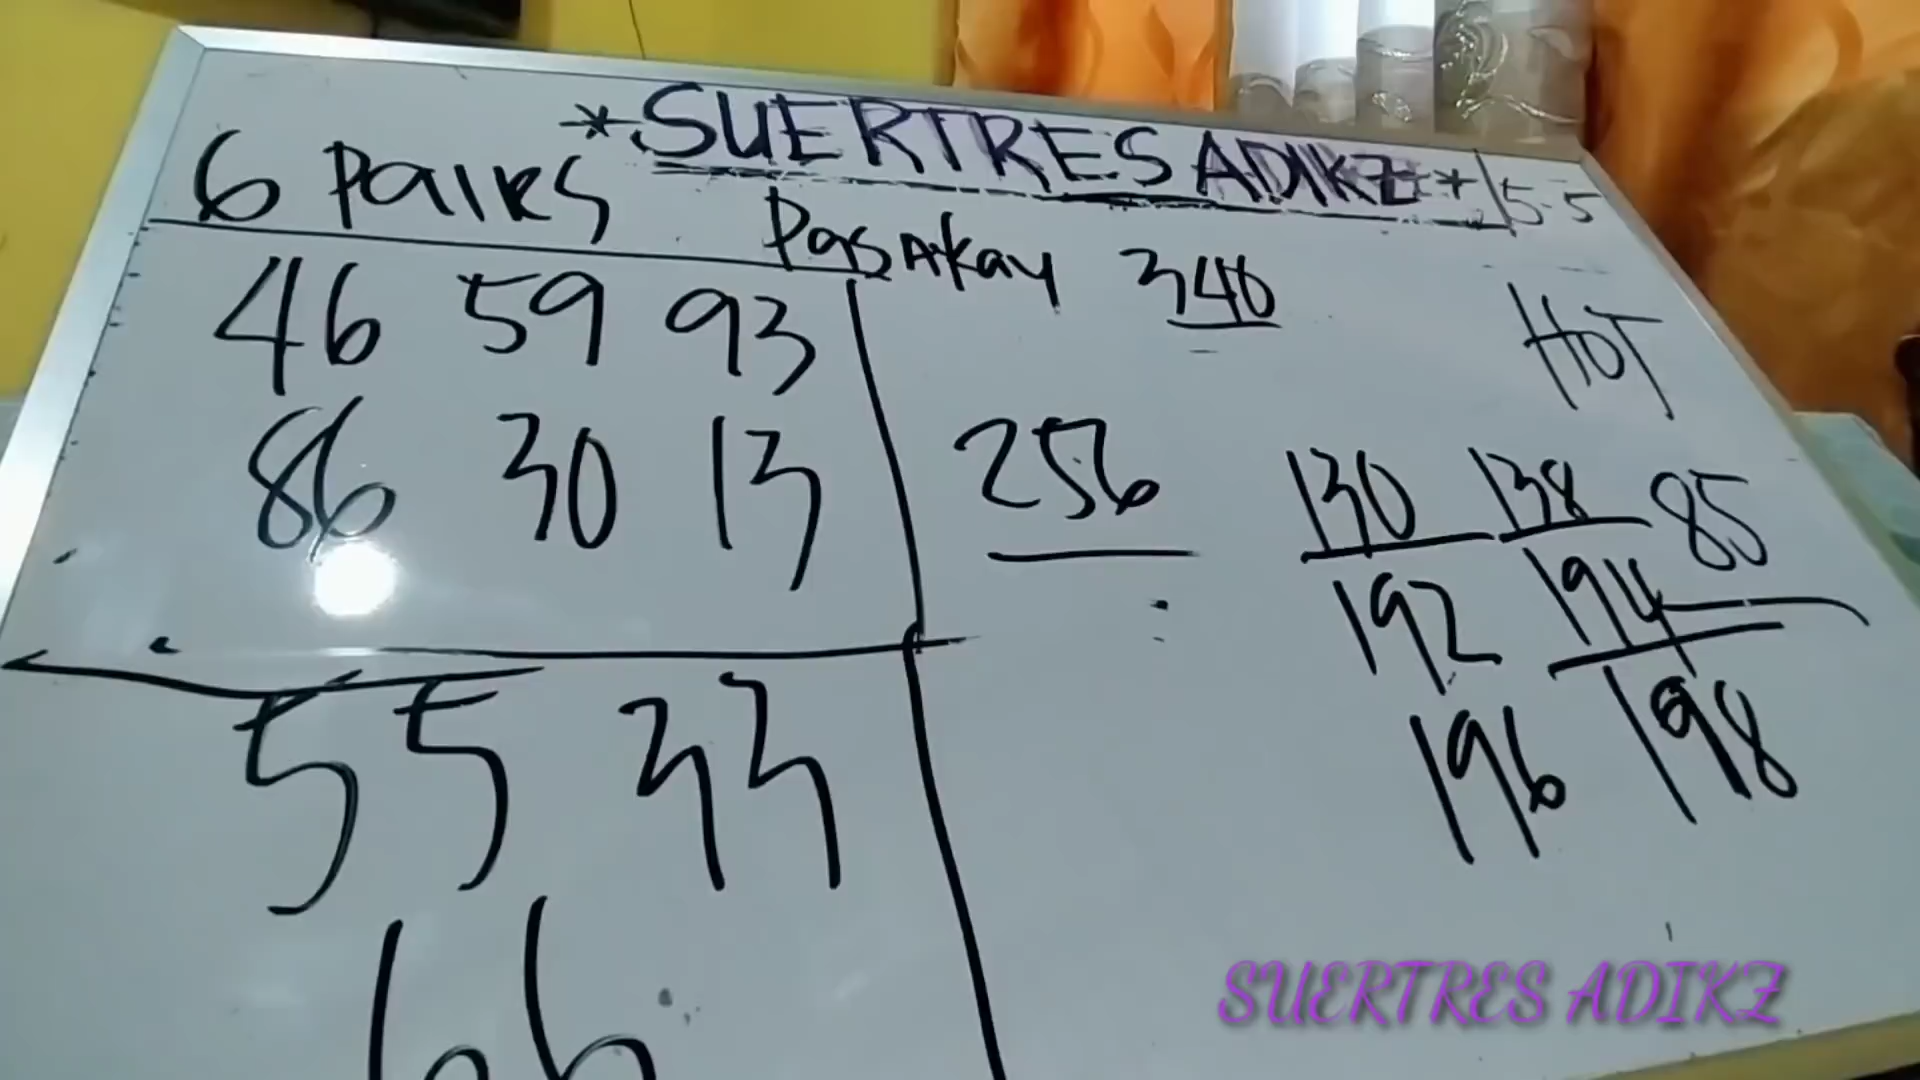 *SUERTRES ADIKZ*
5-5
6 PAIRS
PASAKAY 340
46 59 93
86 30 13
HOT
256
130 138 85
192 194
196 198
55 33
66
SUERTRES ADIKZ